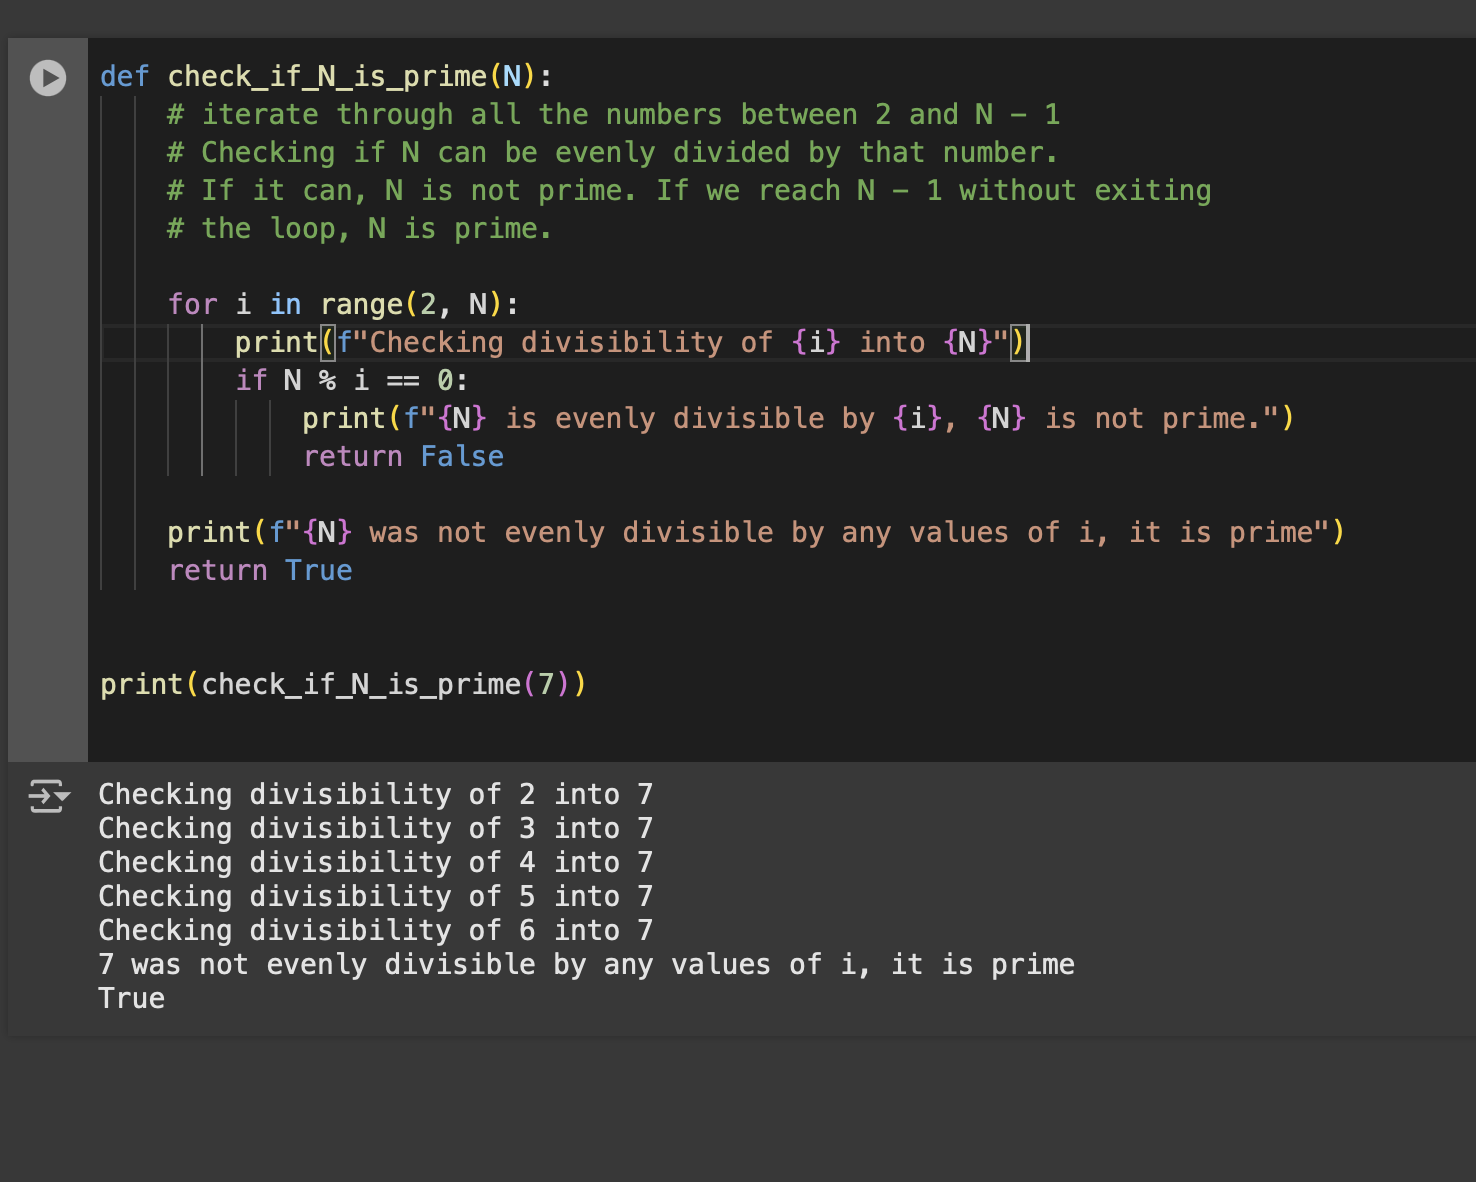 def check_if_N_is_prime(N):
    # iterate through all the numbers between 2 and N - 1
    # Checking if N can be evenly divided by that number.
    # If it can, N is not prime. If we reach N - 1 without exiting
    # the loop, N is prime.

    for i in range(2, N):
        print(f"Checking divisibility of {i} into {N}")
        if N % i == 0:
            print(f"{N} is evenly divisible by {i}, {N} is not prime.")
            return False

    print(f"{N} was not evenly divisible by any values of i, it is prime")
    return True


print(check_if_N_is_prime(7))

Checking divisibility of 2 into 7
Checking divisibility of 3 into 7
Checking divisibility of 4 into 7
Checking divisibility of 5 into 7
Checking divisibility of 6 into 7
7 was not evenly divisible by any values of i, it is prime
True